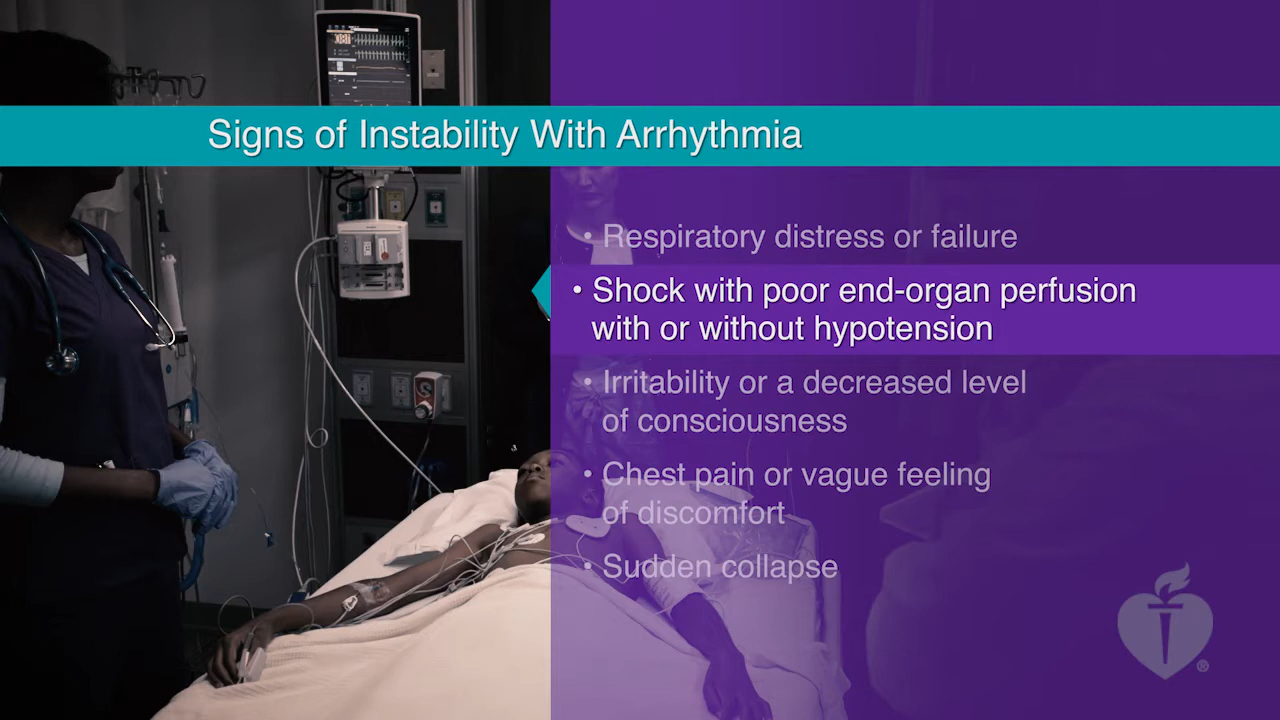 Signs of Instability With Arrhythmia
• Respiratory distress or failure
• Shock with poor end-organ perfusion
with or without hypotension
• Irritability or a decreased level
of consciousness
• Chest pain or vague feeling
of discomfort
• Sudden collapse
®